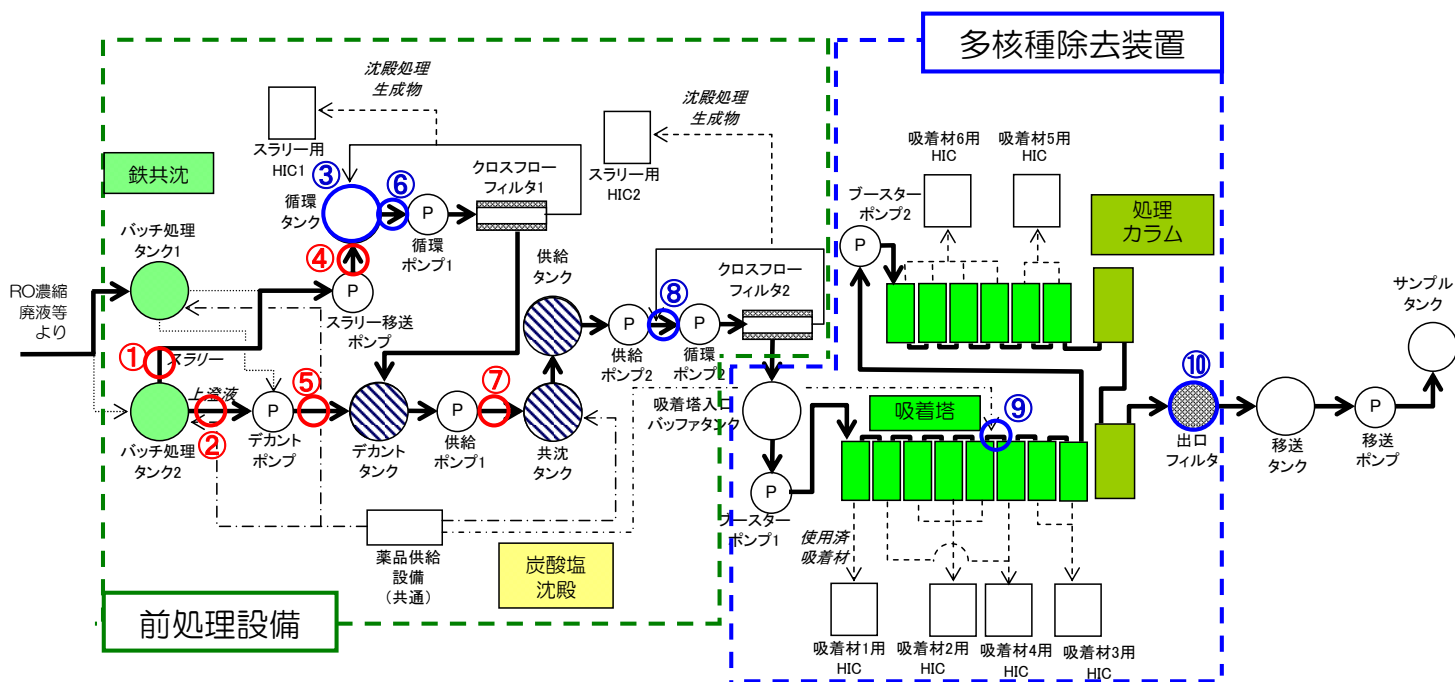 多核種除去装置
沈殿処理
生成物
沈殿処理
生成物
スラリー用
HIC1
スラリー用
HIC2
鉄共沈
③
⑥
循環
タンク
P
循環
ポンプ1
クロスフロー
フィルタ1
吸着材6用
HIC
吸着材5用
HIC
ブースター
ポンプ2
P
処理
カラム
バッチ処理
タンク1
④
P
スラリー移送
ポンプ
供給
タンク
クロスフロー
フィルタ2
⑧
P
供給
ポンプ2
P
循環
ポンプ2
サンプル
タンク
RO濃縮
廃液等
より
①
スラリー
上澄液
②
バッチ処理
タンク2
P
デカント
ポンプ
⑤
デカント
タンク
P
供給
ポンプ1
⑦
共沈
タンク
吸着塔入口
バッファタンク
吸着塔
⑨
⑩
出口
フィルタ
移送
タンク
P
移送
ポンプ
P
ブースター
ポンプ1
薬品供給
設備
（共通）
炭酸塩
沈殿
使用済
吸着材
前処理設備
吸着材1用
HIC
吸着材2用
HIC
吸着材4用
HIC
吸着材3用
HIC